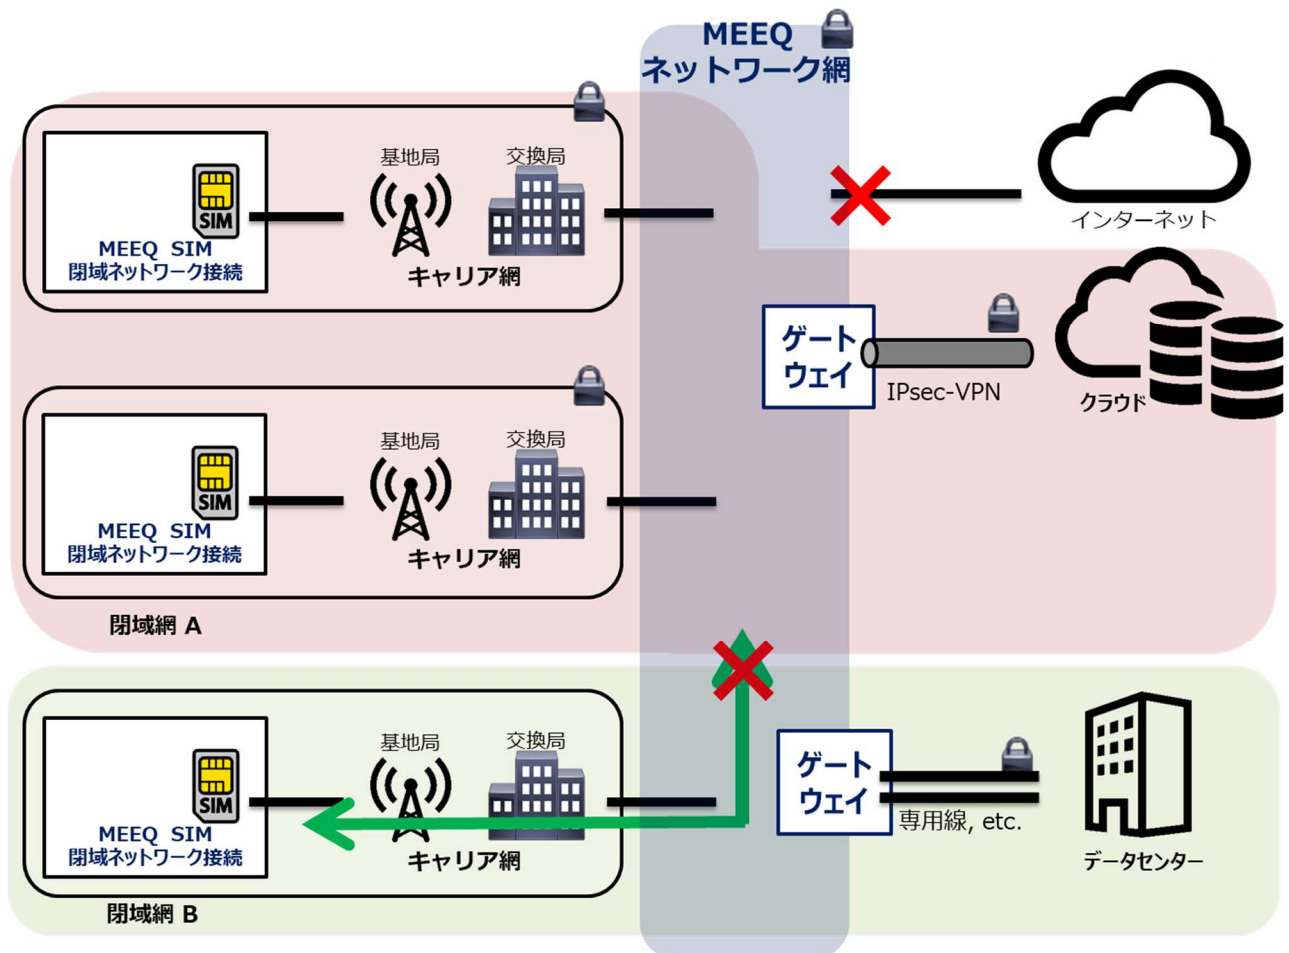 MEEQ
ネットワーク網
基地局
交換局
SIM
MEEQ SIM
閉域ネットワーク接続
キャリア網
インターネット
ゲート
ウェイ
IPsec-VPN
クラウド
基地局
交換局
SIM
MEEQ SIM
閉域ネットワーク接続
キャリア網
閉域網 A
基地局
交換局
SIM
MEEQ SIM
閉域ネットワーク接続
キャリア網
ゲート
ウェイ
専用線, etc.
データセンター
閉域網 B